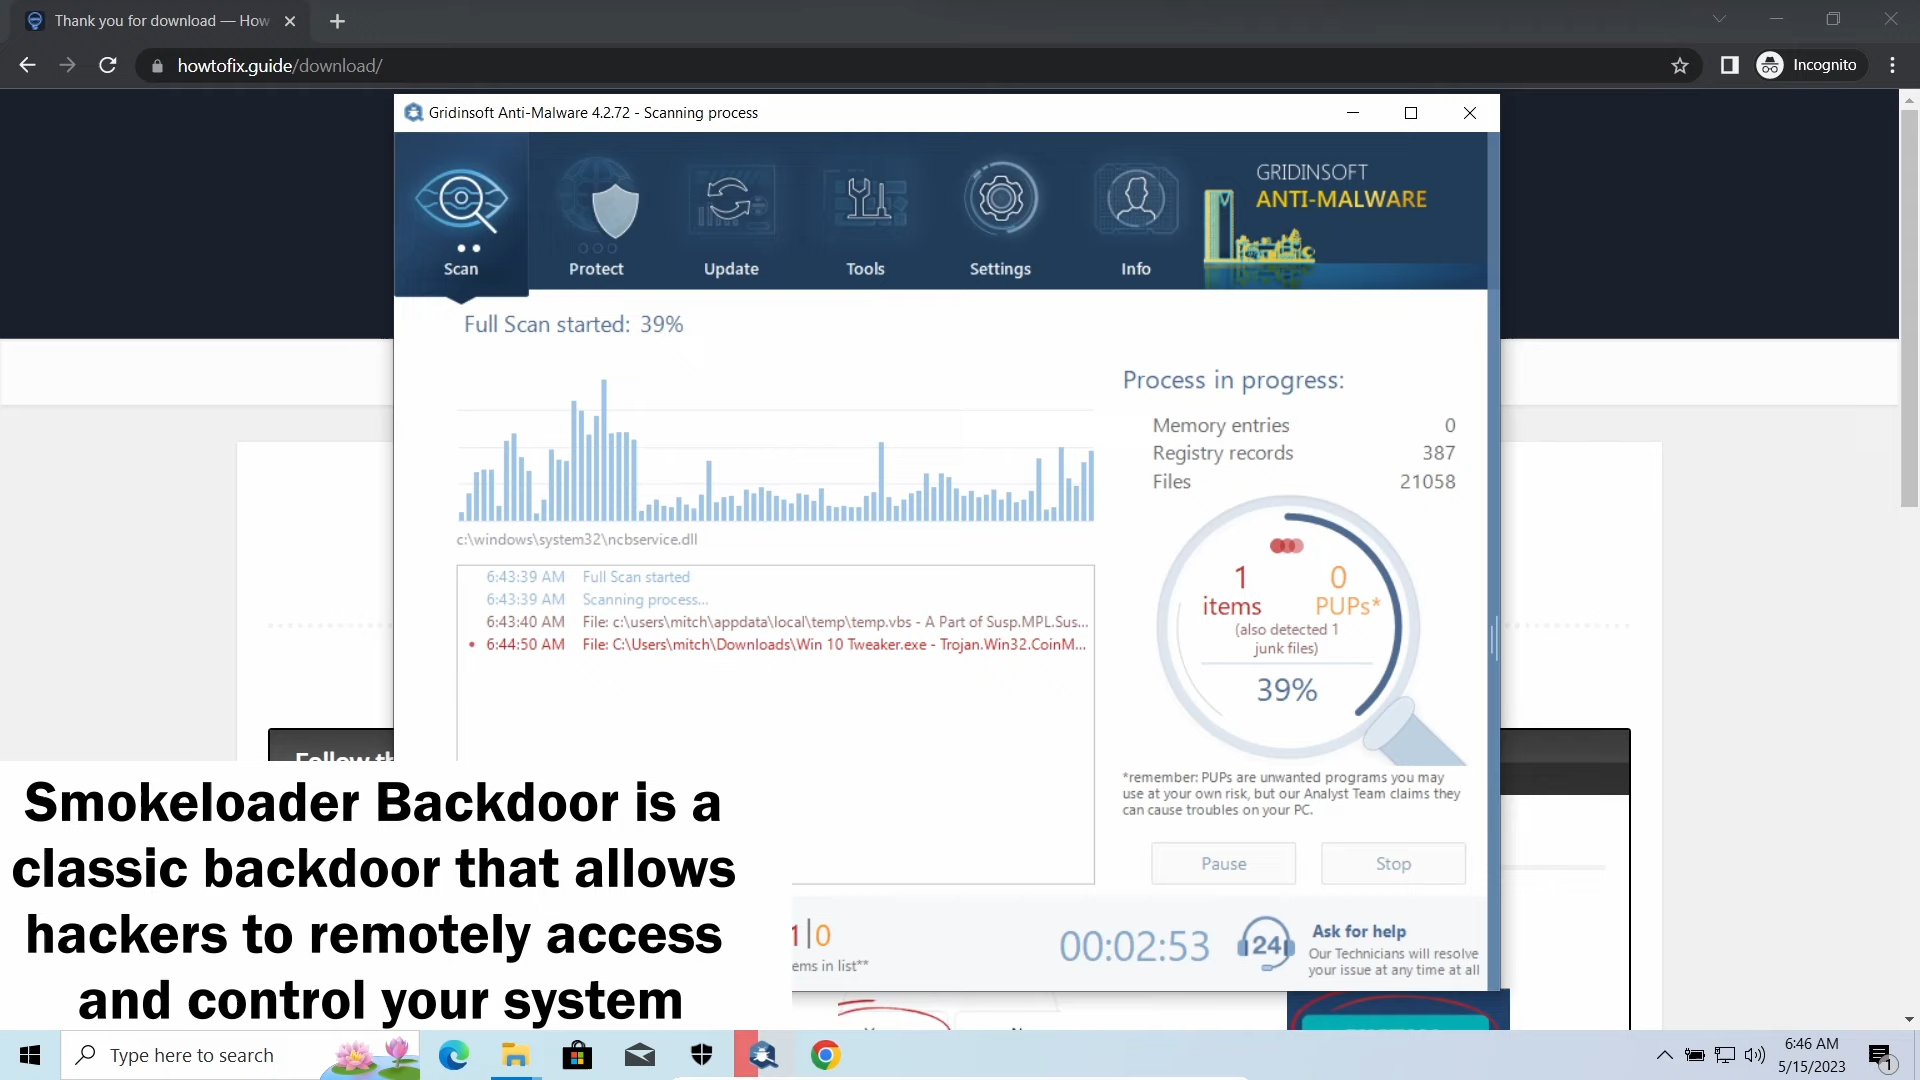 Thank you for download — How
howtofix.guide/download/
Incognito
Gridinsoft Anti-Malware 4.2.72 - Scanning process
Scan
Protect
Update
Tools
Settings
Info
GRIDINSOFT
ANTI-MALWARE
Full Scan started: 39%
c:\windows\system32\ncbservice.dll
6:43:39 AM Full Scan started
6:43:39 AM Scanning process...
6:43:40 AM File: c:\users\mitch\appdata\local\temp\temp.vbs - A Part of Susp.MPL.Sus...
6:44:50 AM File: C:\Users\mitch\Downloads\Win 10 Tweaker.exe - Trojan.Win32.CoinM...
Process in progress:
Memory entries 0
Registry records 387
Files 21058
1 0
items PUPs*
(also detected 1
junk files)
39%
*remember: PUPs are unwanted programs you may
use at your own risk, but our Analyst Team claims they
can cause troubles on your PC.
Pause
Stop
1|0
ems in list**
00:02:53
24
Ask for help
Our Technicians will resolve
your issue at any time at all
Smokeloader Backdoor is a
classic backdoor that allows
hackers to remotely access
and control your system
Type here to search
6:46 AM
5/15/2023
1